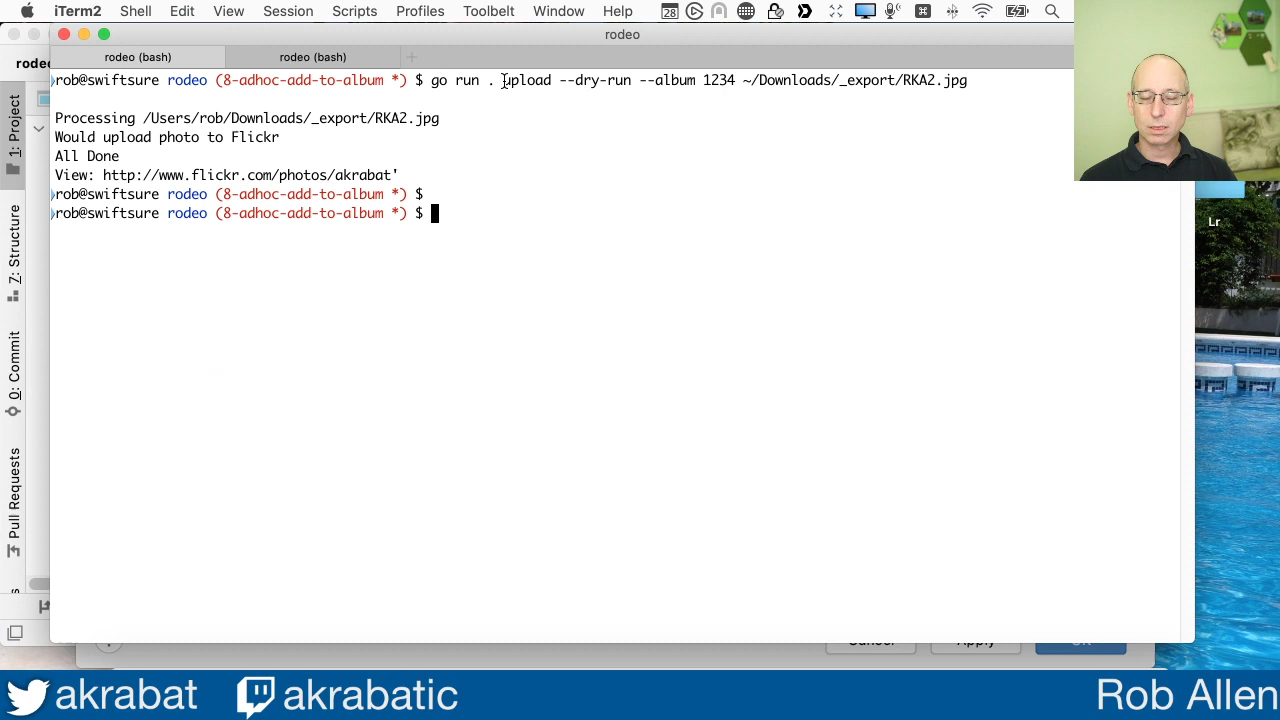 iTerm2 Shell Edit View Session Scripts Profiles Toolbelt Window Help 28
rodeo
rodeo (bash) rodeo (bash) +
rob@swiftsure rodeo (8-adhoc-add-to-album *) $ go run . upload --dry-run --album 1234 ~/Downloads/_export/RKA2.jpg
Processing /Users/rob/Downloads/_export/RKA2.jpg
Would upload photo to Flickr
All Done
View: http://www.flickr.com/photos/akrabat'
rob@swiftsure rodeo (8-adhoc-add-to-album *) $
rob@swiftsure rodeo (8-adhoc-add-to-album *) $
1: Project
7: Structure
0: Commit
Pull Requests
Lr
Cancel Apply OK
akrabat akrabatic Rob Allen